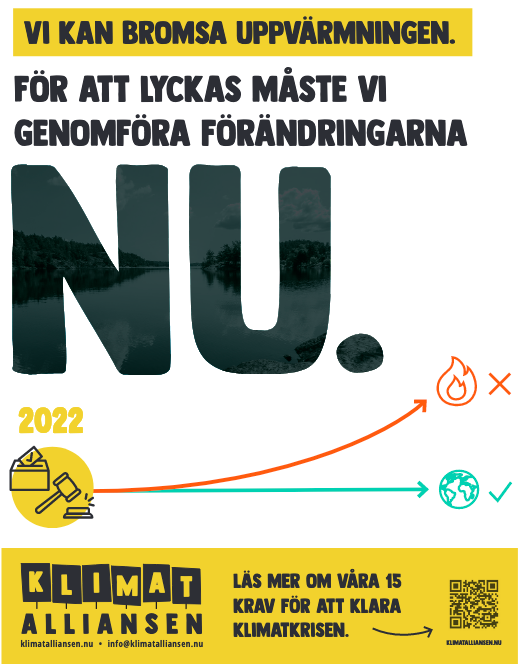 VI KAN BROMSA UPPVÄRMNINGEN.
FÖR ATT LYCKAS MÅSTE VI
GENOMFÖRA FÖRÄNDRINGARNA
NU.
2022
KLIMAT
ALLIANSEN
klimatalliansen.nu • info@klimatalliansen.nu
LÄS MER OM VÅRA 15
KRAV FÖR ATT KLARA
KLIMATKRISEN.
KLIMATALLIANSEN.NU